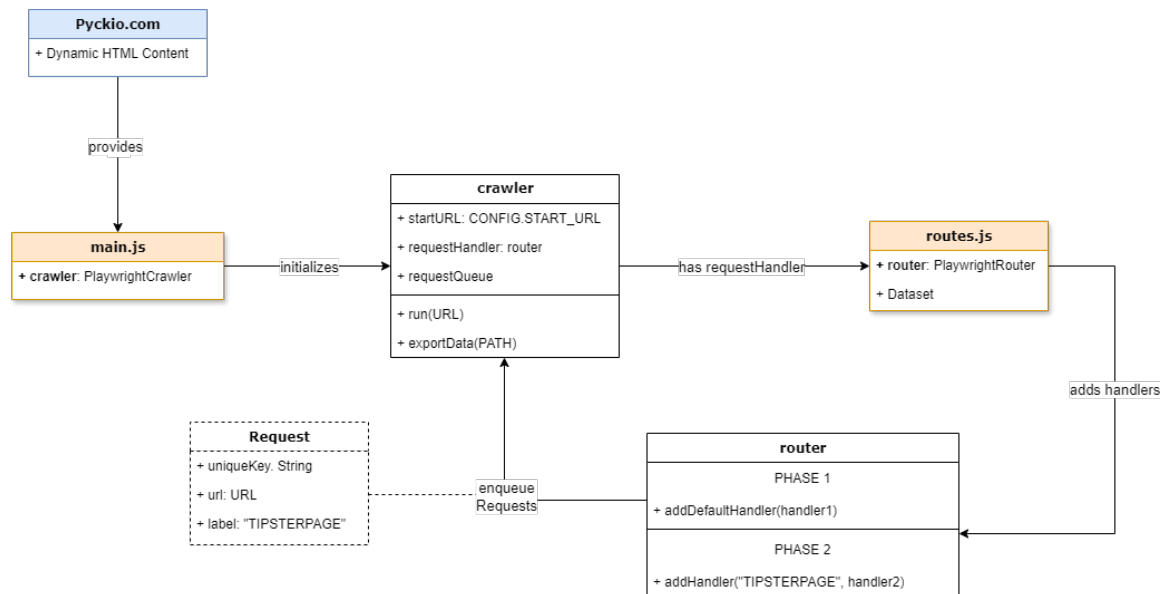 Pyckio.com
+ Dynamic HTML Content
provides
main.js
+ crawler: PlaywrightCrawler
initializes
crawler
+ startURL: CONFIG.START_URL
+ requestHandler: router
+ requestQueue
+ run(URL)
+ exportData(PATH)
has requestHandler
routes.js
+ router: PlaywrightRouter
+ Dataset
adds handlers
router
PHASE 1
+ addDefaultHandler(handler1)
PHASE 2
+ addHandler("TIPSTERPAGE", handler2)
enqueue
Requests
Request
+ uniqueKey. String
+ url: URL
+ label: "TIPSTERPAGE"